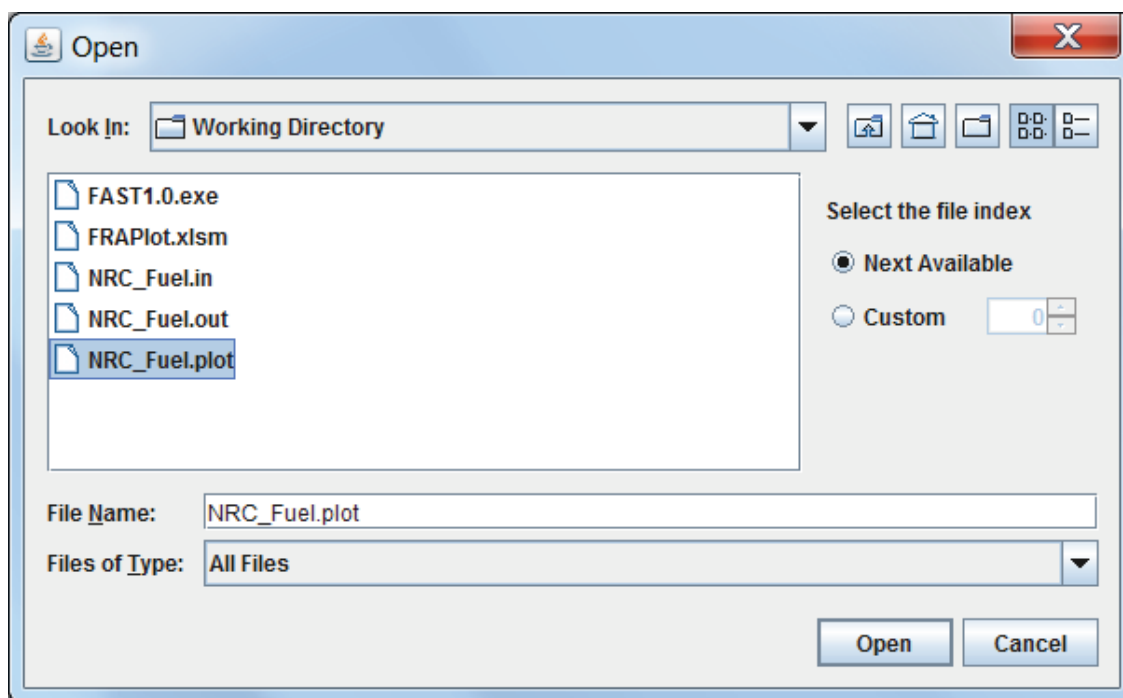 Open
X
Look In: Working Directory
FAST1.0.exe
FRAPlot.xlsm
NRC_Fuel.in
NRC_Fuel.out
NRC_Fuel.plot
Select the file index
Next Available
Custom 0
File Name: NRC_Fuel.plot
Files of Type: All Files
Open Cancel